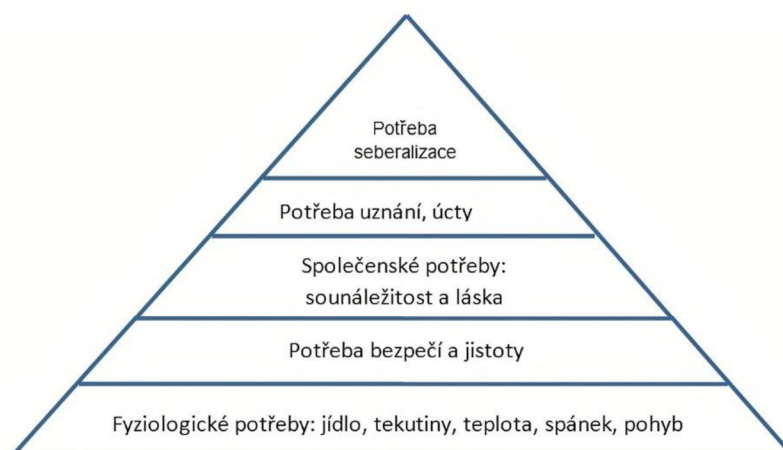 Potřeba
seberalizace
Potřeba uznání, úcty
Společenské potřeby:
sounáležitost a láska
Potřeba bezpečí a jistoty
Fyziologické potřeby: jídlo, tekutiny, teplota, spánek, pohyb